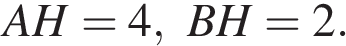 AH = 4, BH = 2.